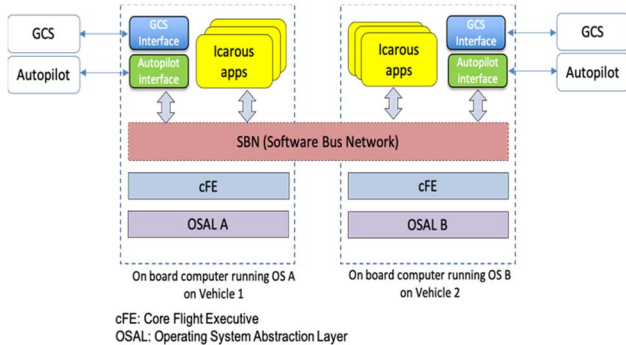 GCS
Autopilot
GCS
Interface
Autopilot
interface
Icarous
apps
Icarous
apps
GCS
Interface
Autopilot
interface
GCS
Autopilot
SBN (Software Bus Network)
cFE
cFE
OSAL A
OSAL B
On board computer running OS A
on Vehicle 1
On board computer running OS B
on Vehicle 2
cFE: Core Flight Executive
OSAL: Operating System Abstraction Layer